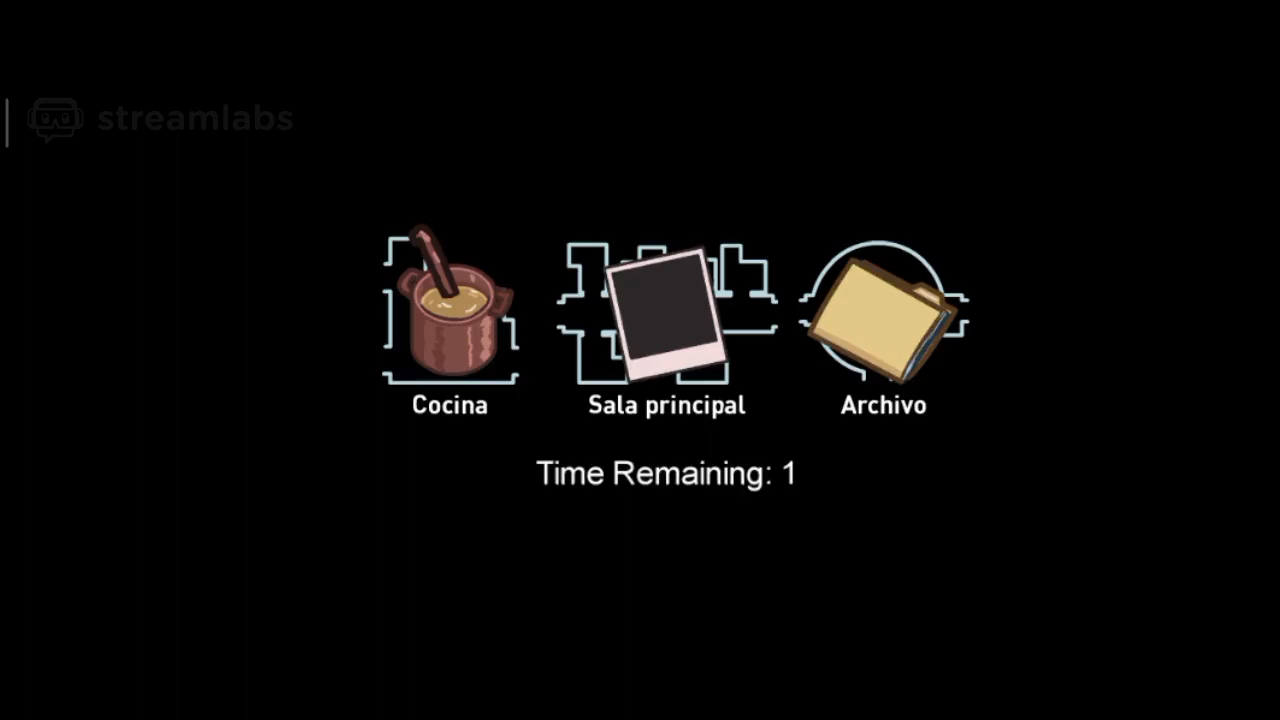 streamlabs
Cocina
Sala principal
Archivo
Time Remaining: 1